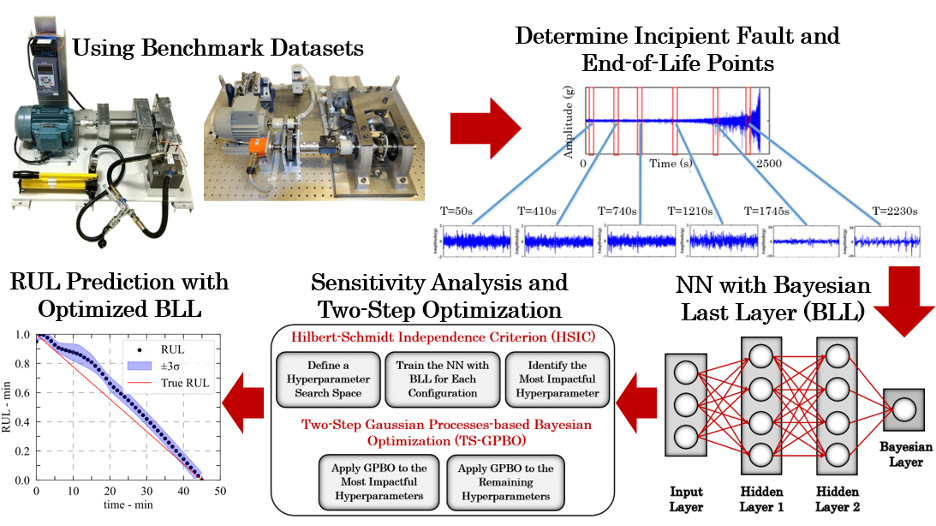 Using Benchmark Datasets
Determine Incipient Fault and
End-of-Life Points
Amplitude (g)
0
Time (s)
2500
T=50s
T=410s
T=740s
T=1210s
T=1745s
T=2230s
RUL Prediction with
Optimized BLL
RUL - min
1.0
0.8
0.6
0.4
0.2
0.0
RUL
±3σ
True RUL
0 10 20 30 40 50
time - min
Sensitivity Analysis and
Two-Step Optimization
Hilbert-Schmidt Independence Criterion (HSIC)
Define a
Hyperparameter
Search Space
Train the NN with
BLL for Each
Configuration
Identify the
Most Impactful
Hyperparameter
Two-Step Gaussian Processes-based Bayesian
Optimization (TS-GPBO)
Apply GPBO to the
Most Impactful
Hyperparameters
Apply GPBO to the
Remaining
Hyperparameters
NN with Bayesian
Last Layer (BLL)
Bayesian
Layer
Input
Layer
Hidden
Layer 1
Hidden
Layer 2